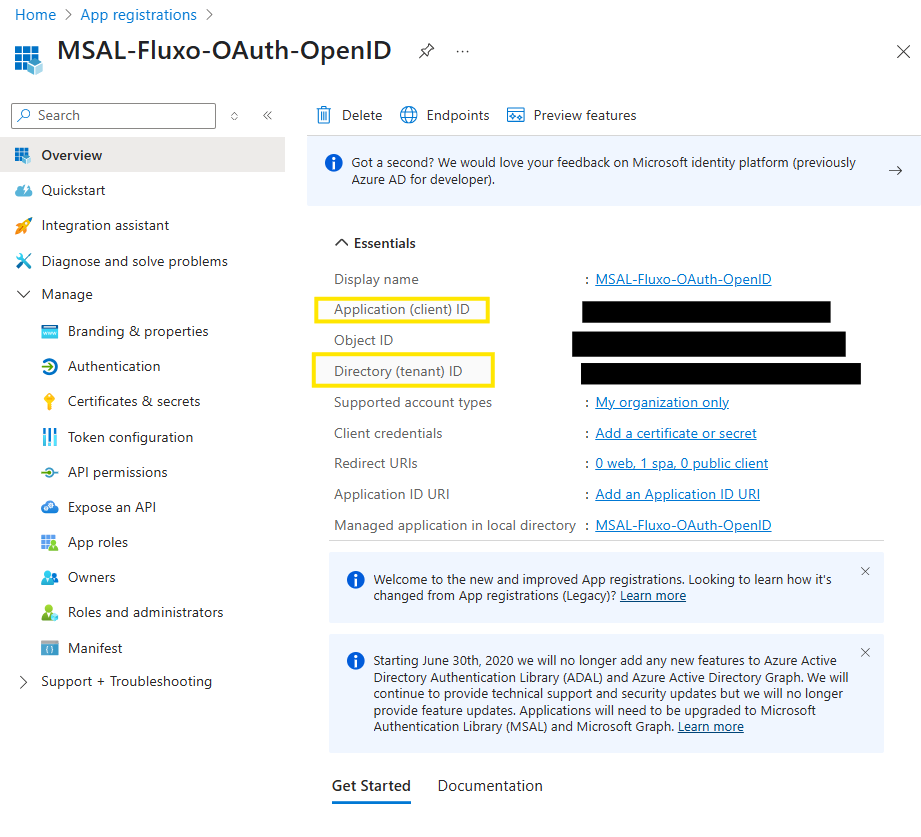 Home > App registrations >
MSAL-Fluxo-OAuth-OpenID
Search
Overview
Quickstart
Integration assistant
Diagnose and solve problems
Manage
Branding & properties
Authentication
Certificates & secrets
Token configuration
API permissions
Expose an API
App roles
Owners
Roles and administrators
Manifest
Support + Troubleshooting
Delete Endpoints Preview features
Got a second? We would love your feedback on Microsoft identity platform (previously
Azure AD for developer).
Essentials
Display name : MSAL-Fluxo-OAuth-OpenID
Application (client) ID
Object ID
Directory (tenant) ID
Supported account types : My organization only
Client credentials : Add a certificate or secret
Redirect URIs : 0 web, 1 spa, 0 public client
Application ID URI : Add an Application ID URI
Managed application in local directory : MSAL-Fluxo-OAuth-OpenID
Welcome to the new and improved App registrations. Looking to learn how it's
changed from App registrations (Legacy)? Learn more
Starting June 30th, 2020 we will no longer add any new features to Azure Active
Directory Authentication Library (ADAL) and Azure Active Directory Graph. We will
continue to provide technical support and security updates but we will no longer
provide feature updates. Applications will need to be upgraded to Microsoft
Authentication Library (MSAL) and Microsoft Graph. Learn more
Get Started Documentation